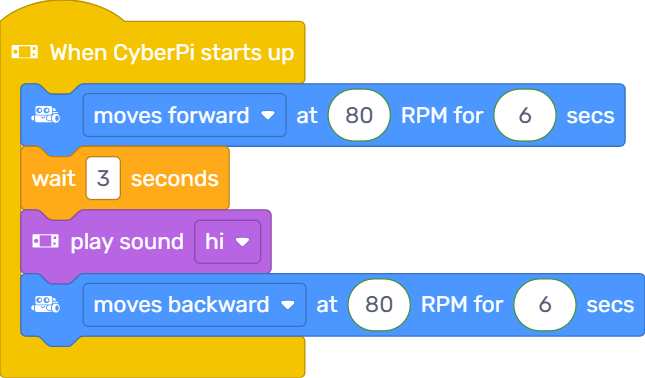 When CyberPi starts up
moves forward at 80 RPM for 6 secs
wait 3 seconds
play sound hi
moves backward at 80 RPM for 6 secs